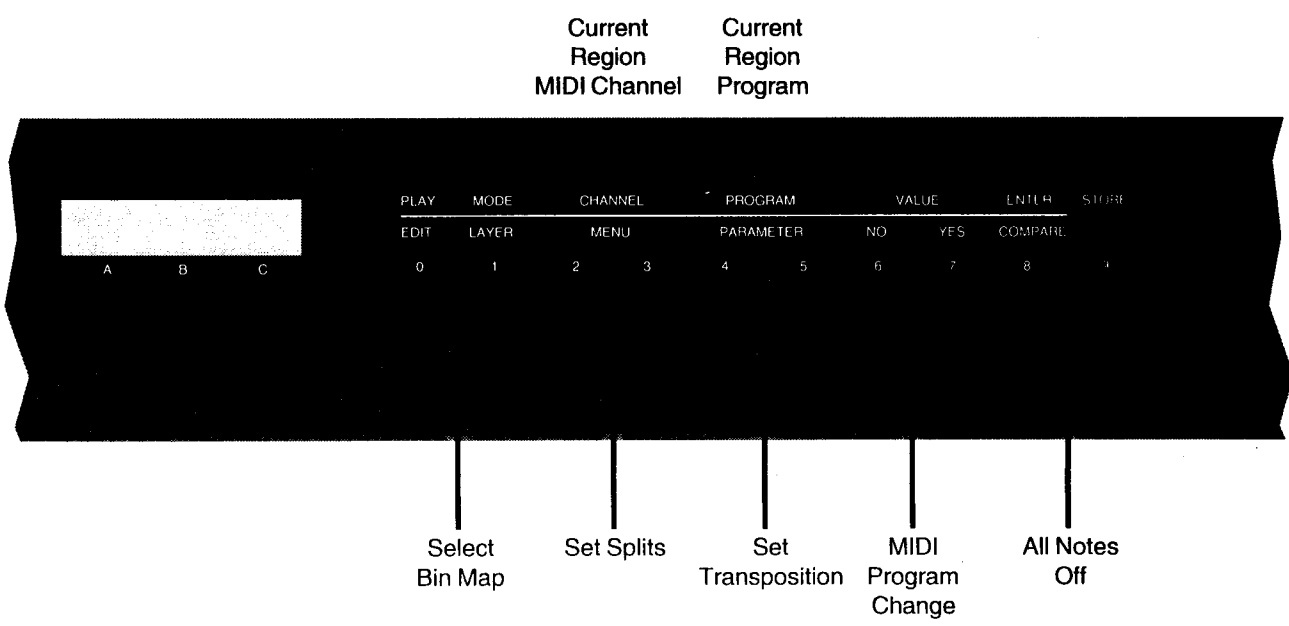 Current Current
Region Region
MIDI Channel Program
PLAY MODE CHANNEL PROGRAM VALUE ENTER STORE
EDIT LAYER MENU PARAMETER NO YES COMPARE
A B C 0 1 2 3 4 5 6 7 8 9
Select Set Splits Set MIDI All Notes
Bin Map Transposition Program Off
Change